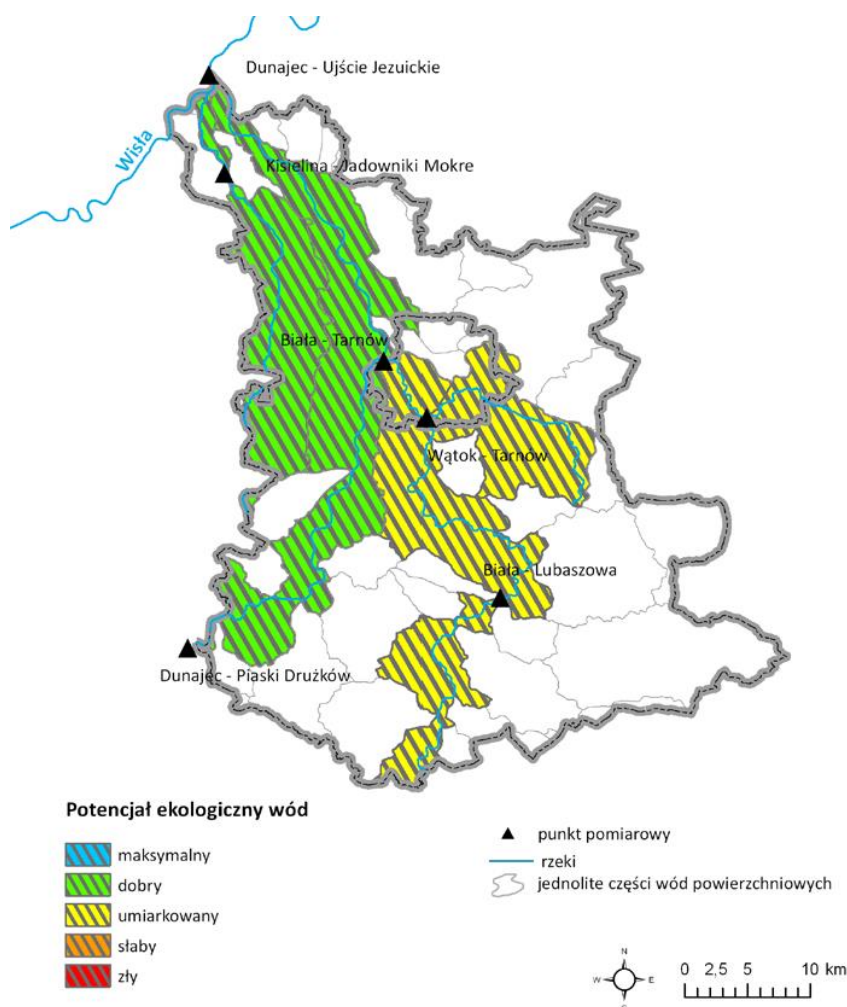 Dunajec - Ujście Jezuickie
Wisła
Kisielina - Jadowniki Mokre
Biała - Tarnów
Wątok - Tarnów
Biała - Lubaszowa
Dunajec - Piaski Drużków
Potencjał ekologiczny wód
maksymalny
dobry
umiarkowany
słaby
zły
punkt pomiarowy
rzeki
jednolite części wód powierzchniowych
N
W E
0 2,5 5 10 km